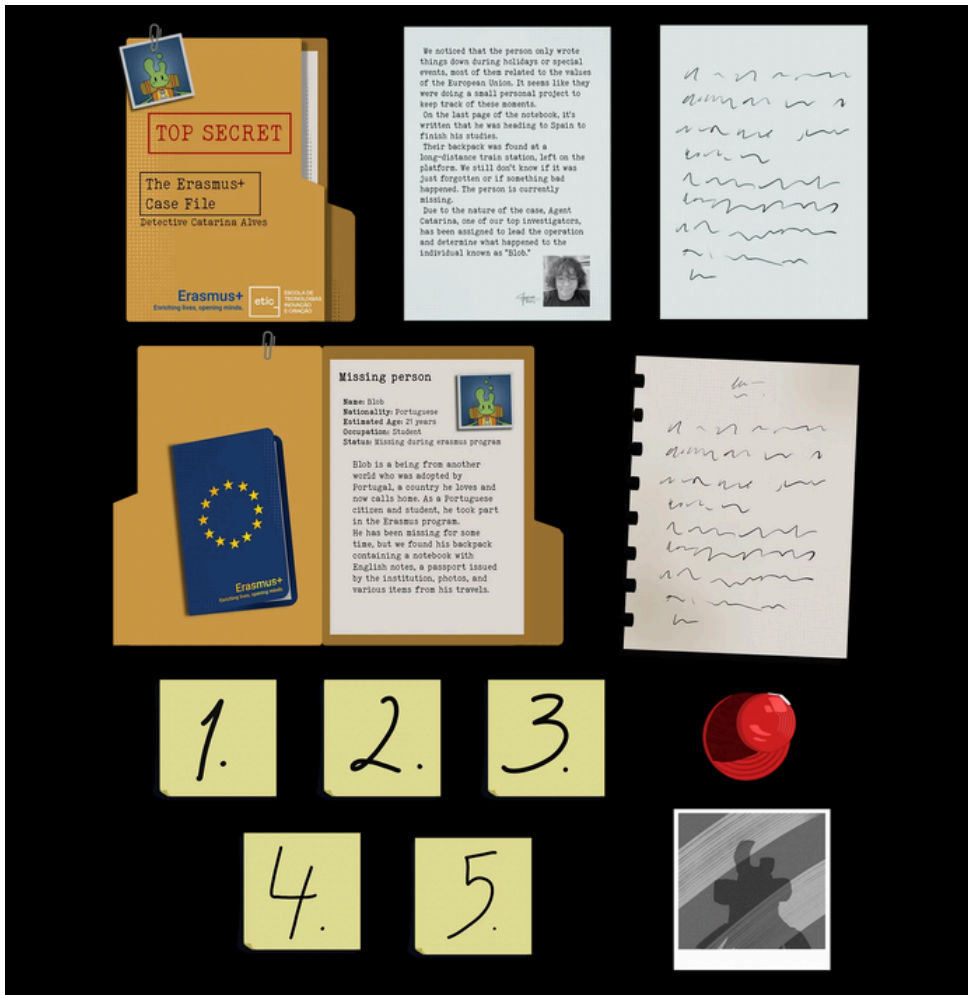 TOP SECRET
The Erasmus+
Case File
Detective Catarina Alves
Erasmus+
Enriching lives, opening minds.
etic_
ESCOLA DE
TECNOLOGIAS
INOVAÇÃO
E CRIAÇÃO
We noticed that the person only wrote
things down during holidays or special
events, most of them related to the values
of the European Union. It seems like they
were doing a small personal project to
keep track of these moments.
On the last page of the notebook, it's
written that he was heading to Spain to
finish his studies.
Their backpack was found at a
long-distance train station, left on the
platform. We still don't know if it was
just forgotten or if something bad
happened. The person is currently
missing.
Due to the nature of the case, Agent
Catarina, one of our top investigators,
has been assigned to lead the operation
and determine what happened to the
individual known as "Blob."
Erasmus+
Enriching lives, opening minds.
Missing person
Name: Blob
Nationality: Portuguese
Estimated Age: 21 years
Occupation: Student
Status: Missing during erasmus program
Blob is a being from another
world who was adopted by
Portugal, a country he loves and
now calls home. As a Portuguese
citizen and student, he took part
in the Erasmus program.
He has been missing for some
time, but we found his backpack
containing a notebook with
English notes, a passport issued
by the institution, photos, and
various items from his travels.
1.
2.
3.
4.
5.